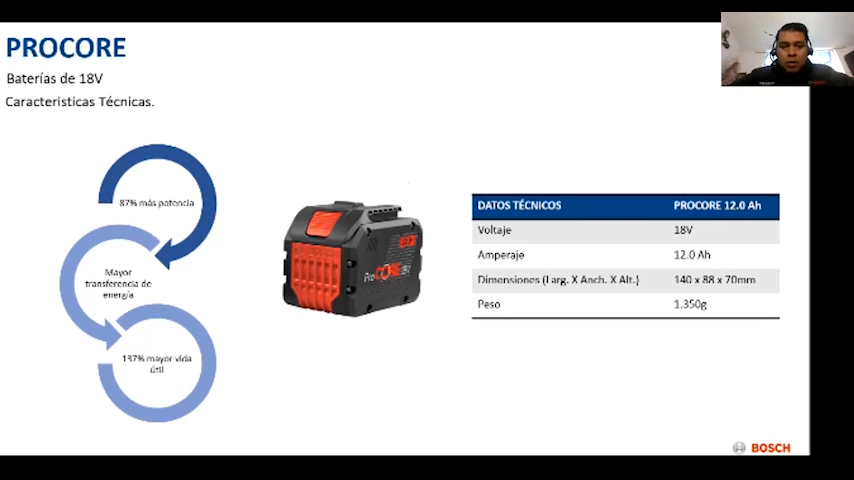 PROCORE
Baterías de 18V
Caracteristicas Técnicas.
87% más potencia
Mayor
transferencia de
energía
137% mayor vida
útil
ProCORE 18V
DATOS TÉCNICOS PROCORE 12.0 Ah
Voltaje 18V
Amperaje 12.0 Ah
Dimensiones (Larg. X Anch. X Alt.) 140 x 88 x 70mm
Peso 1.350g
BOSCH